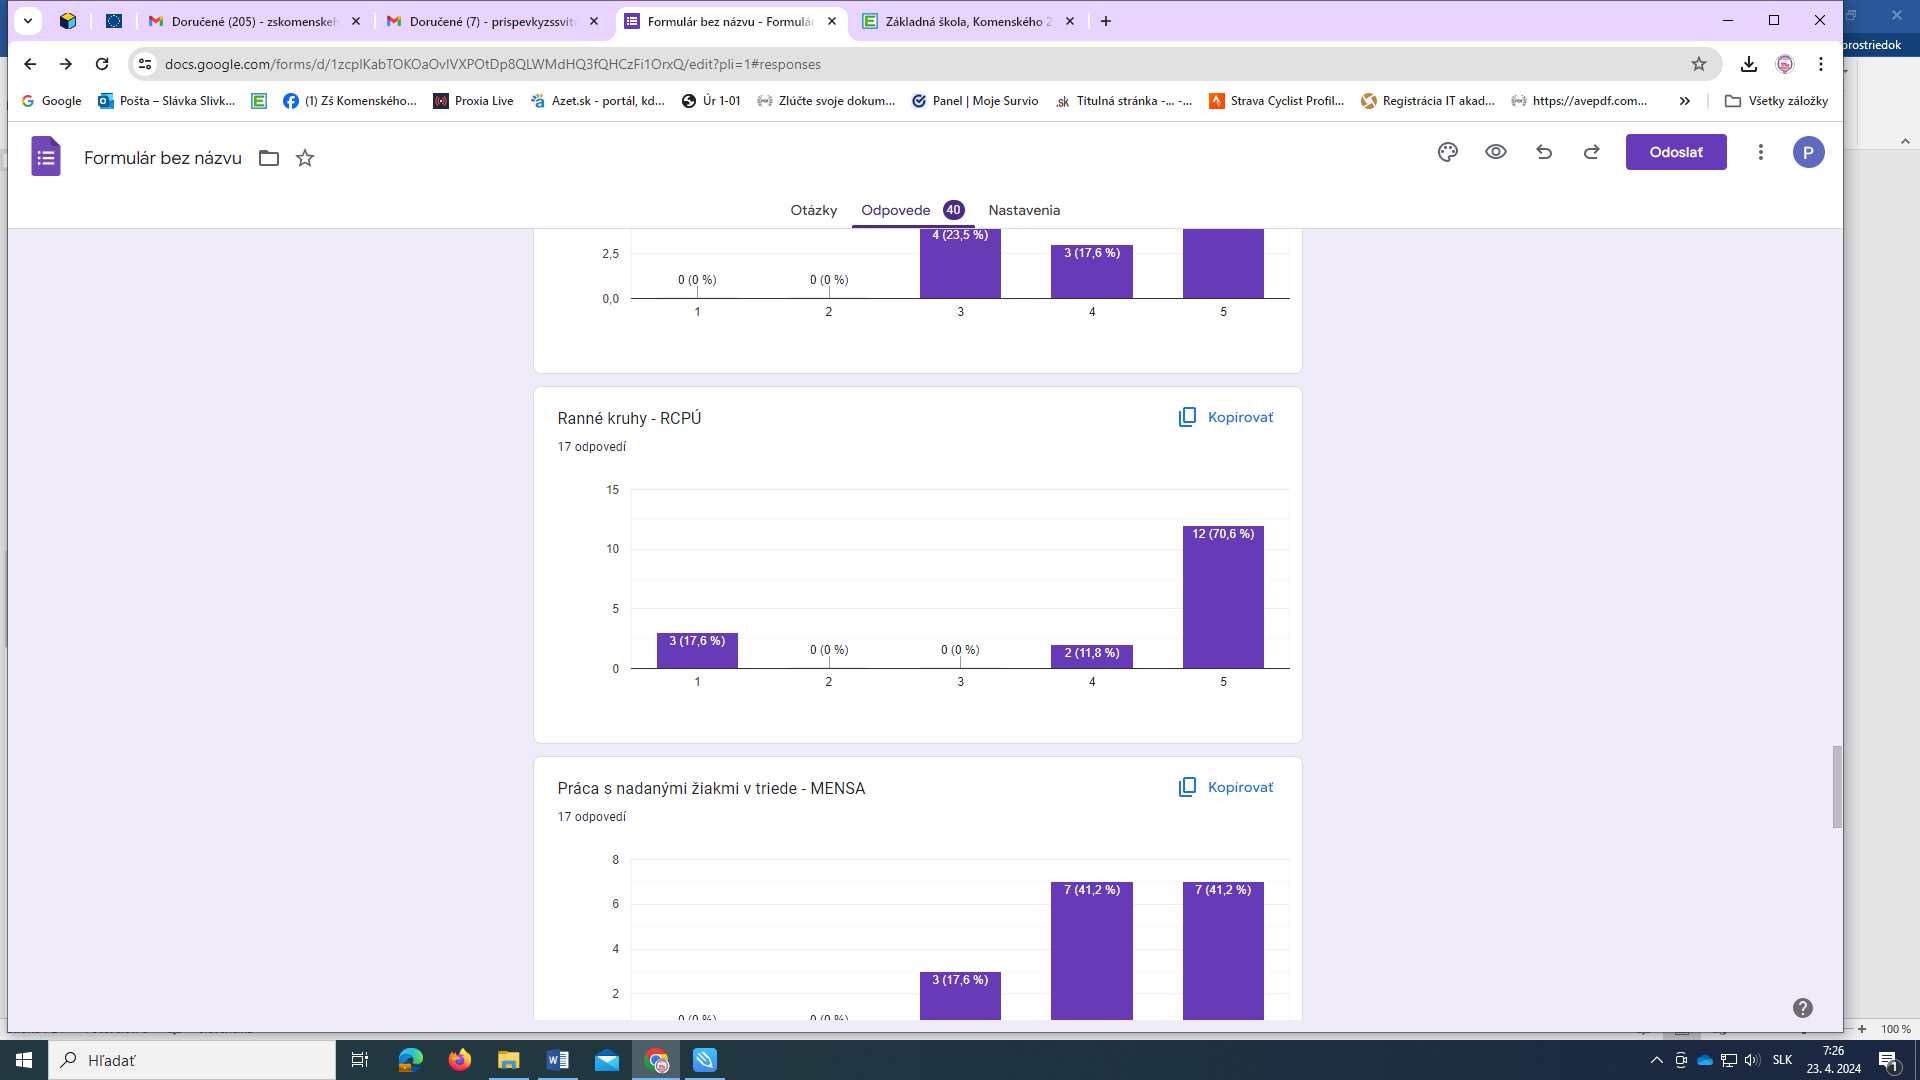 Doručené (205) - zskomenskeh
Doručené (7) - prispevkyzssvit
Formulár bez názvu - Formulár
Základná škola, Komenského 2
prostriedok
docs.google.com/forms/d/1zcplKabTOKOaOvlVXPOtDp8QLWMdHQ3fQHCzFi1OrxQ/edit?pli=1#responses
Google
Pošta – Slávka Slivk...
(1) Zš Komenského...
Proxia Live
Azet.sk - portál, kd...
Úr 1-01
Zlúčte svoje dokum...
Panel | Moje Survio
.sk Titulná stránka -... -...
Strava Cyclist Profil...
Registrácia IT akad...
https://avepdf.com...
Všetky záložky
Formulár bez názvu
Odoslať
P
Otázky
Odpovede 40
Nastavenia
2,5
0,0
0 (0 %)
0 (0 %)
4 (23,5 %)
3 (17,6 %)
1 2 3 4 5
Ranné kruhy - RCPÚ
Kopírovať
17 odpovedí
15
10
5
0
3 (17,6 %)
0 (0 %)
0 (0 %)
2 (11,8 %)
12 (70,6 %)
1 2 3 4 5
Práca s nadanými žiakmi v triede - MENSA
Kopírovať
17 odpovedí
8
6
4
2
0 (0 %)
0 (0 %)
3 (17,6 %)
7 (41,2 %)
7 (41,2 %)
100 %
Hľadať
SLK
7:26
23. 4. 2024
1